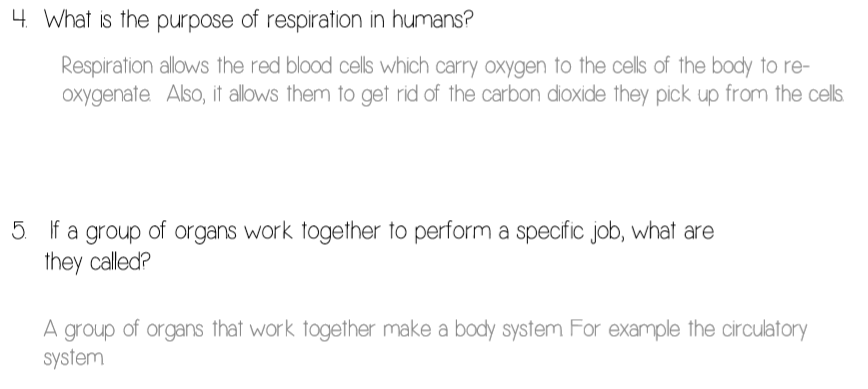 4. What is the purpose of respiration in humans?
Respiration allows the red blood cells which carry oxygen to the cells of the body to re-
oxygenate. Also, it allows them to get rid of the carbon dioxide they pick up from the cells.
5. If a group of organs work together to perform a specific job, what are
they called?
A group of organs that work together make a body system. For example the circulatory
system